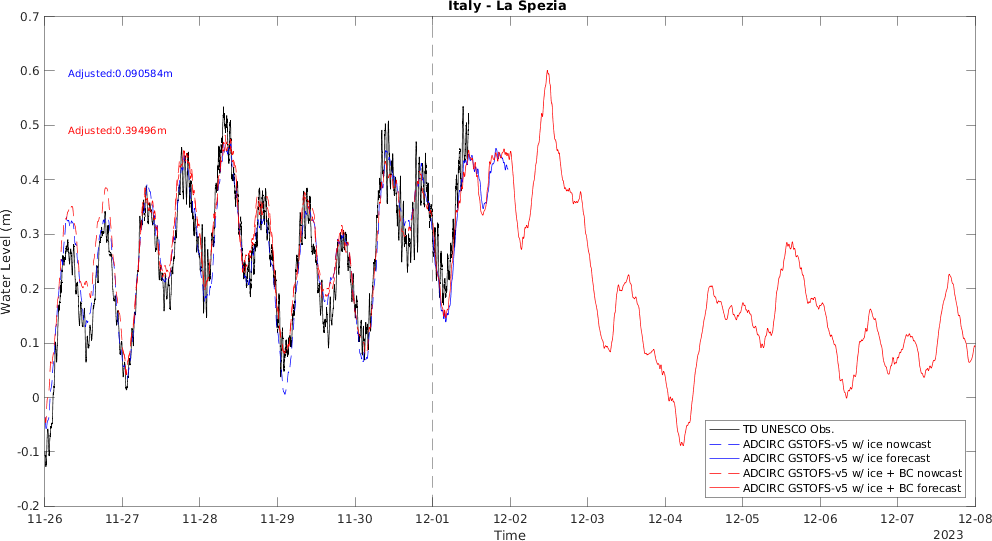 Italy - La Spezia
0.7
0.6
0.5
0.4
0.3
0.2
0.1
0
-0.1
-0.2
Water Level (m)
Adjusted:0.090584m
Adjusted:0.39496m
TD UNESCO Obs.
ADCIRC GSTOFS-v5 w/ ice nowcast
ADCIRC GSTOFS-v5 w/ ice forecast
ADCIRC GSTOFS-v5 w/ ice + BC nowcast
ADCIRC GSTOFS-v5 w/ ice + BC forecast
11-26 11-27 11-28 11-29 11-30 12-01 12-02 12-03 12-04 12-05 12-06 12-07 12-08
Time
2023